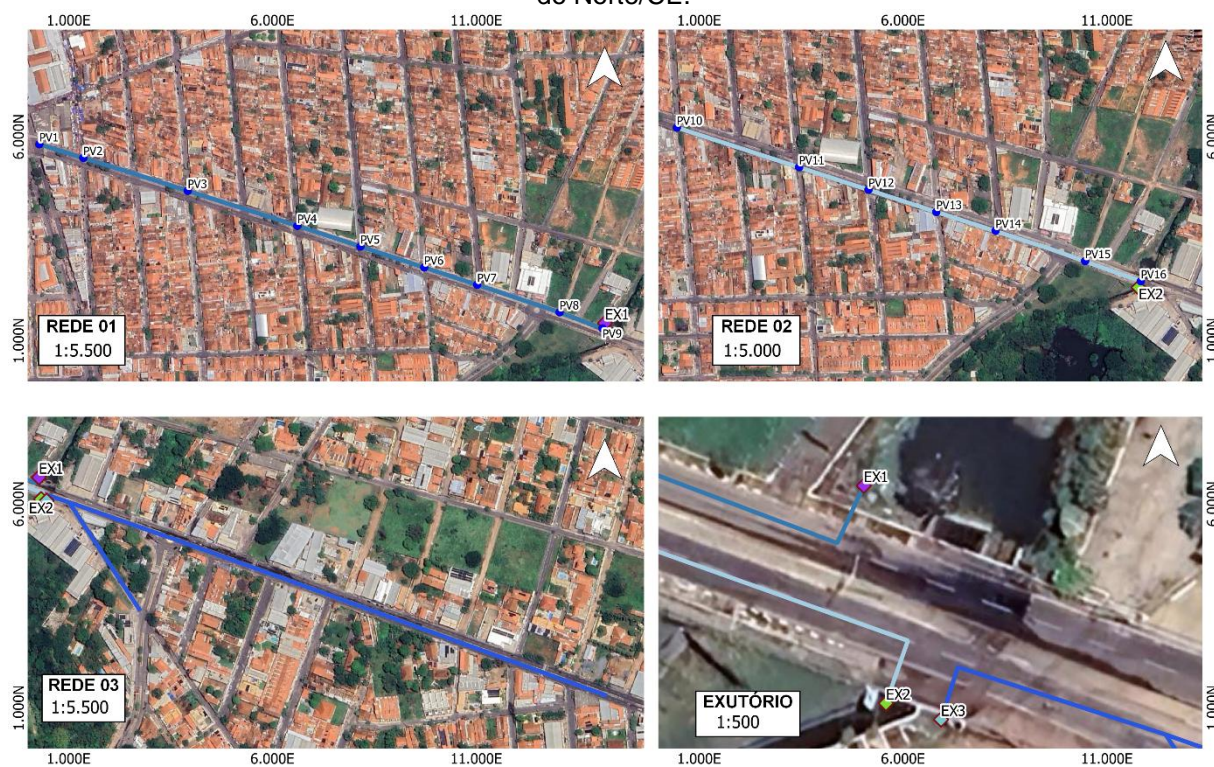 do Norte/CE.
1.000E 6.000E 11.000E 1.000E 6.000E 11.000E
6.000N
1.000N
PV1
PV2
PV3
PV4
PV5
PV6
PV7
PV8
EX1
PV9
REDE 01
1:5.500
PV10
PV11
PV12
PV13
PV14
PV15
PV16
EX2
REDE 02
1:5.000
6.000N
1.000N
6.000N
1.000N
EX1
EX2
REDE 03
1:5.500
EX1
EX2
EX3
EXUTÓRIO
1:500
6.000N
1.000N
1.000E 6.000E 11.000E 1.000E 6.000E 11.000E